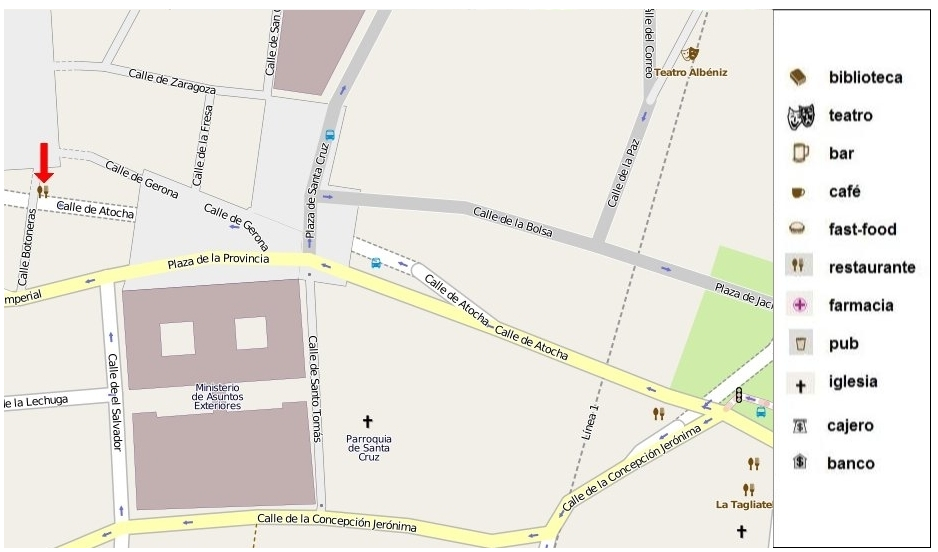 Calle de San C
Calle del Correo
Teatro Albéniz
Calle de Zaragoza
Calle de la Fresa
Calle de la Paz
Plaza de Santa Cruz
Calle de Gerona
Calle de Atocha
Calle de Gerona
Calle de la Bolsa
Calle Botoneras
Plaza de la Provincia
Plaza de Jaci
mperial
Calle de Atocha
Calle de Atocha
Calle de Santo Tomás
Calle del Salvador
Ministerio
de Asuntos
Exteriores
de la Lechuga
Línea 1
Parroquia
de Santa
Cruz
Calle de la Concepción Jerónima
La Tagliatel
Calle de la Concepción Jerónima
biblioteca
teatro
bar
café
fast-food
restaurante
farmacia
pub
iglesia
cajero
banco